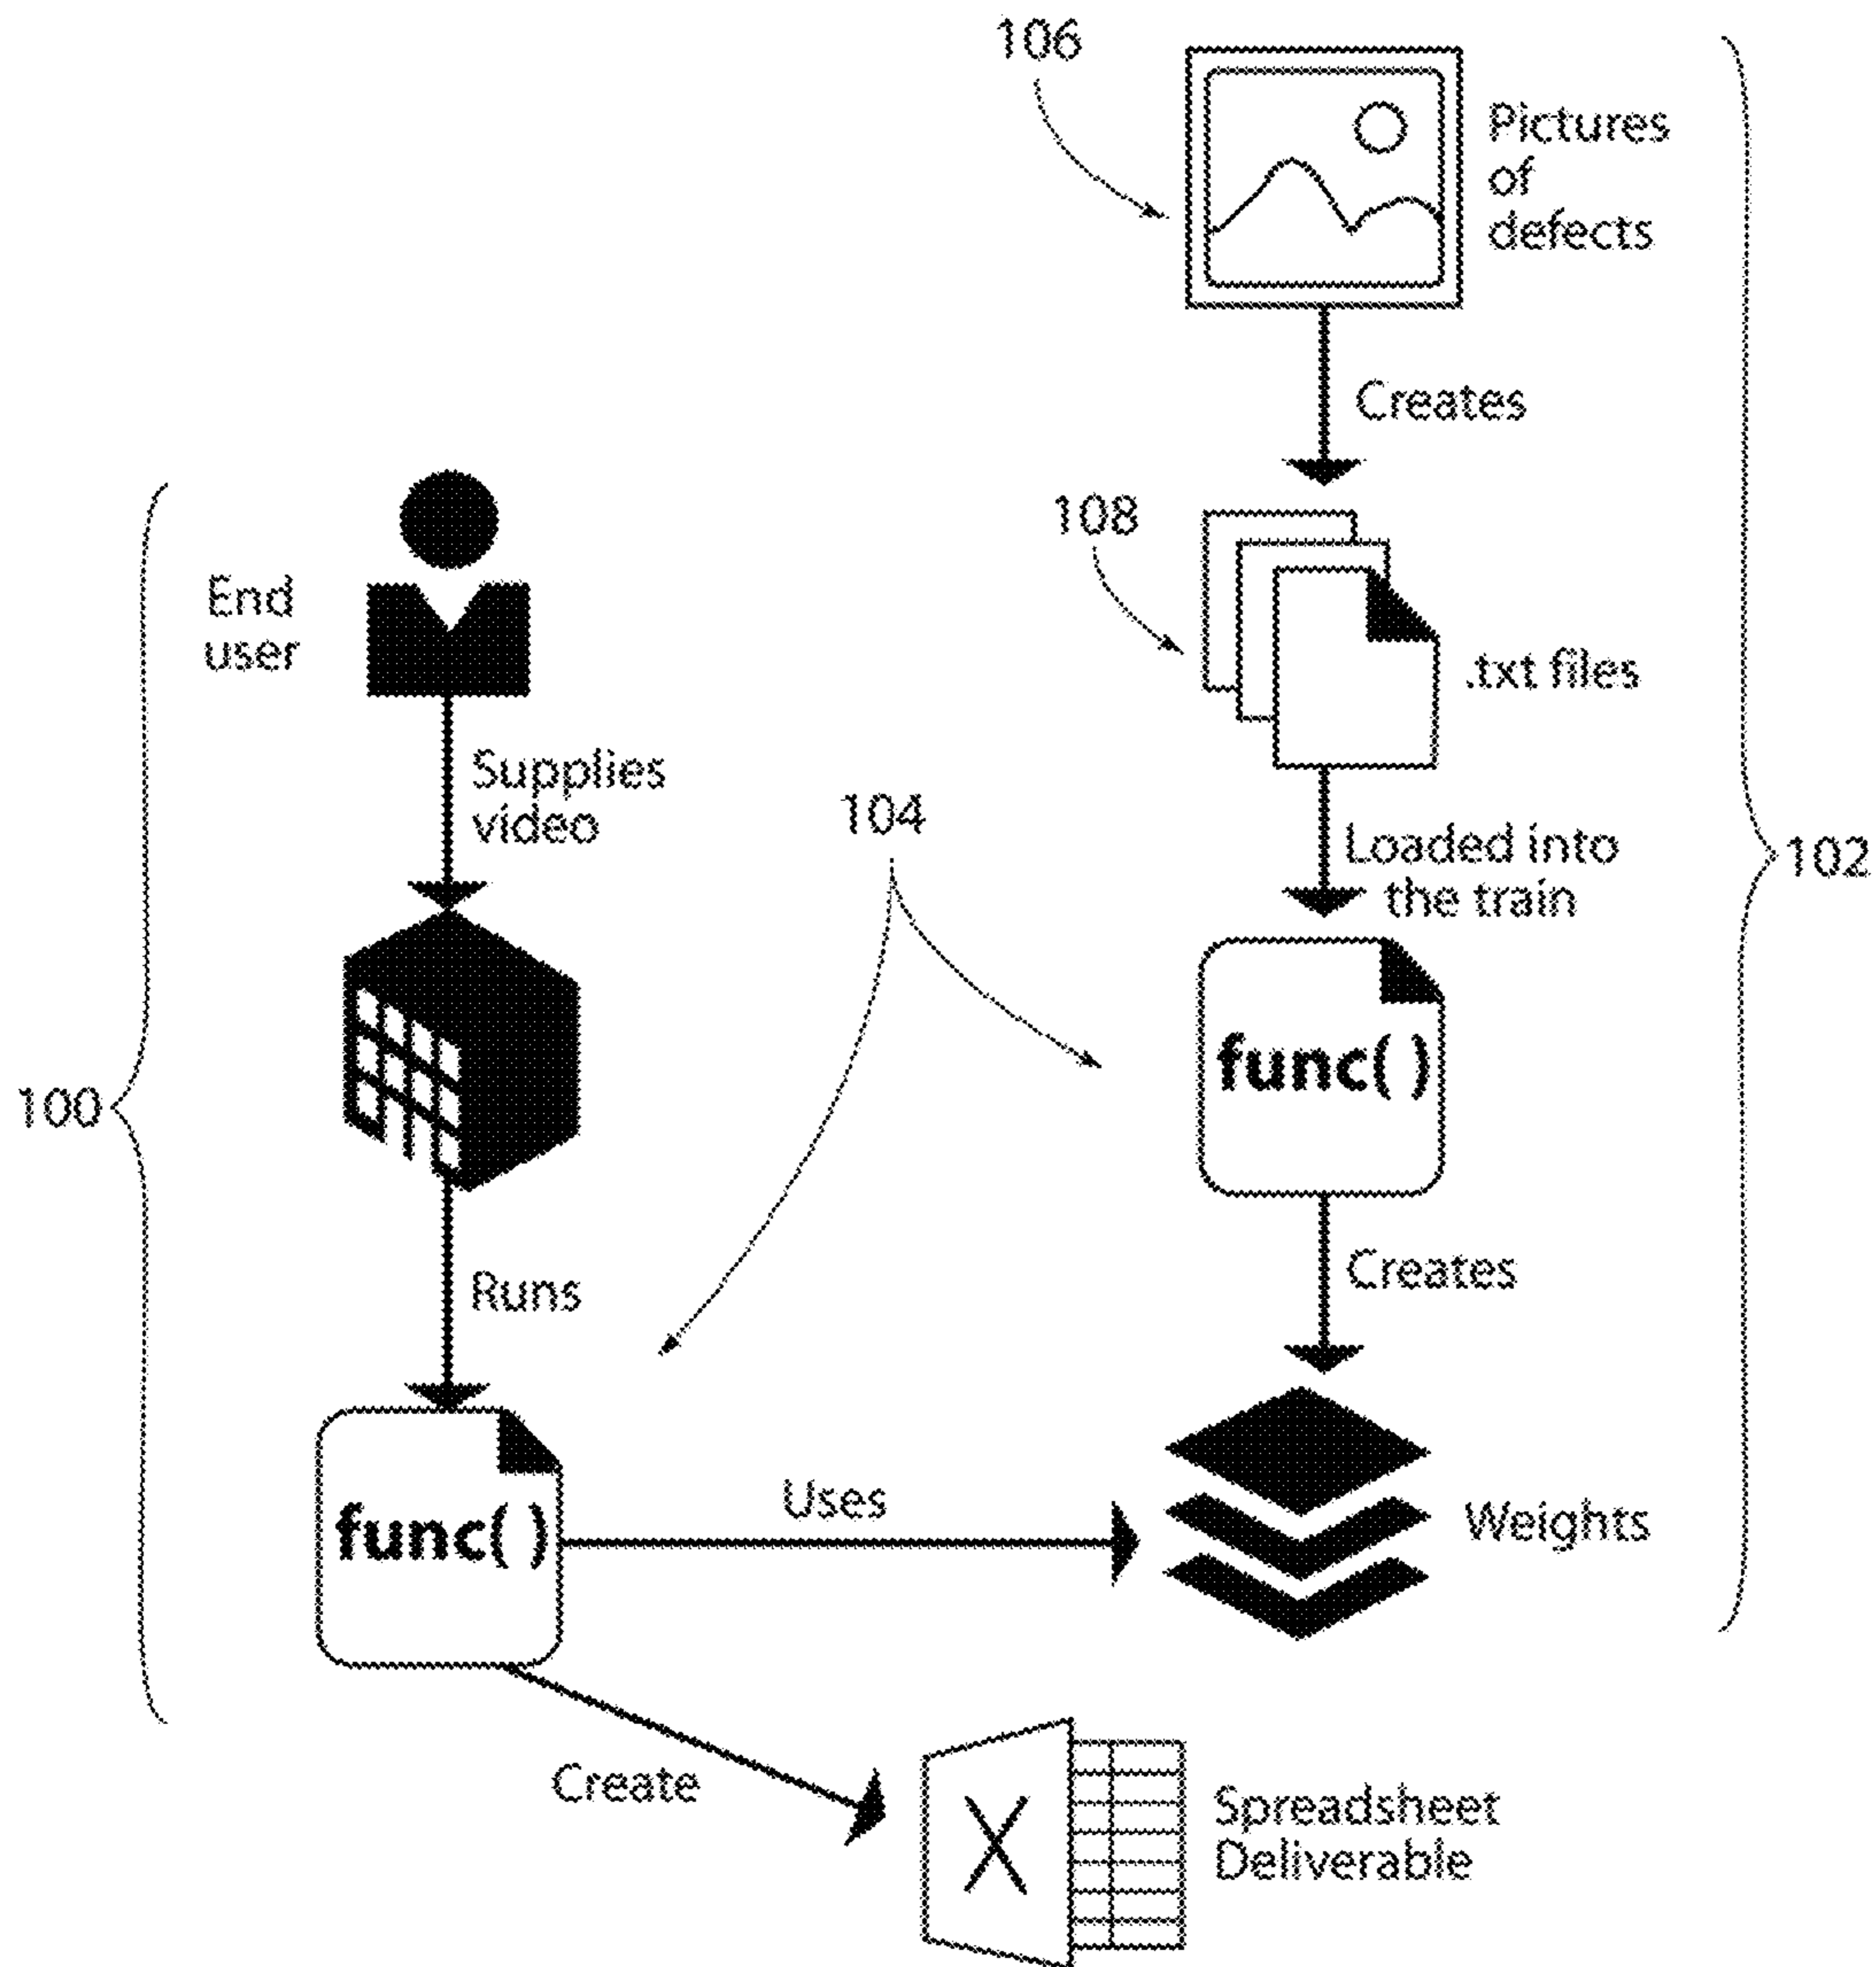 106
Pictures
of
defects
Creates
108
.txt files
End
user
Supplies
video
104
Loaded into
the train
102
func( )
100
Runs
Creates
Uses
func( )
Weights
Create
X
Spreadsheet
Deliverable